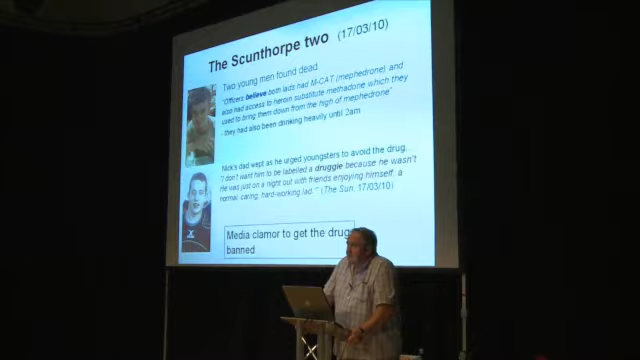 The Scunthorpe two (17/03/10)
Two young men found dead
"Officers believe both lads had M-CAT (mephedrone) and
also had access to heroin substitute methadone which they
used to bring them down from the high of mephedrone"
- they had also been drinking heavily until 2am
Nick's dad wept as he urged youngsters to avoid the drug...
"I don't want him to be labelled a druggie because he wasn't
He was just on a night out with friends enjoying himself, a
normal, caring, hard-working lad.'" (The Sun, 17/03/10)
Media clamor to get the drug
banned